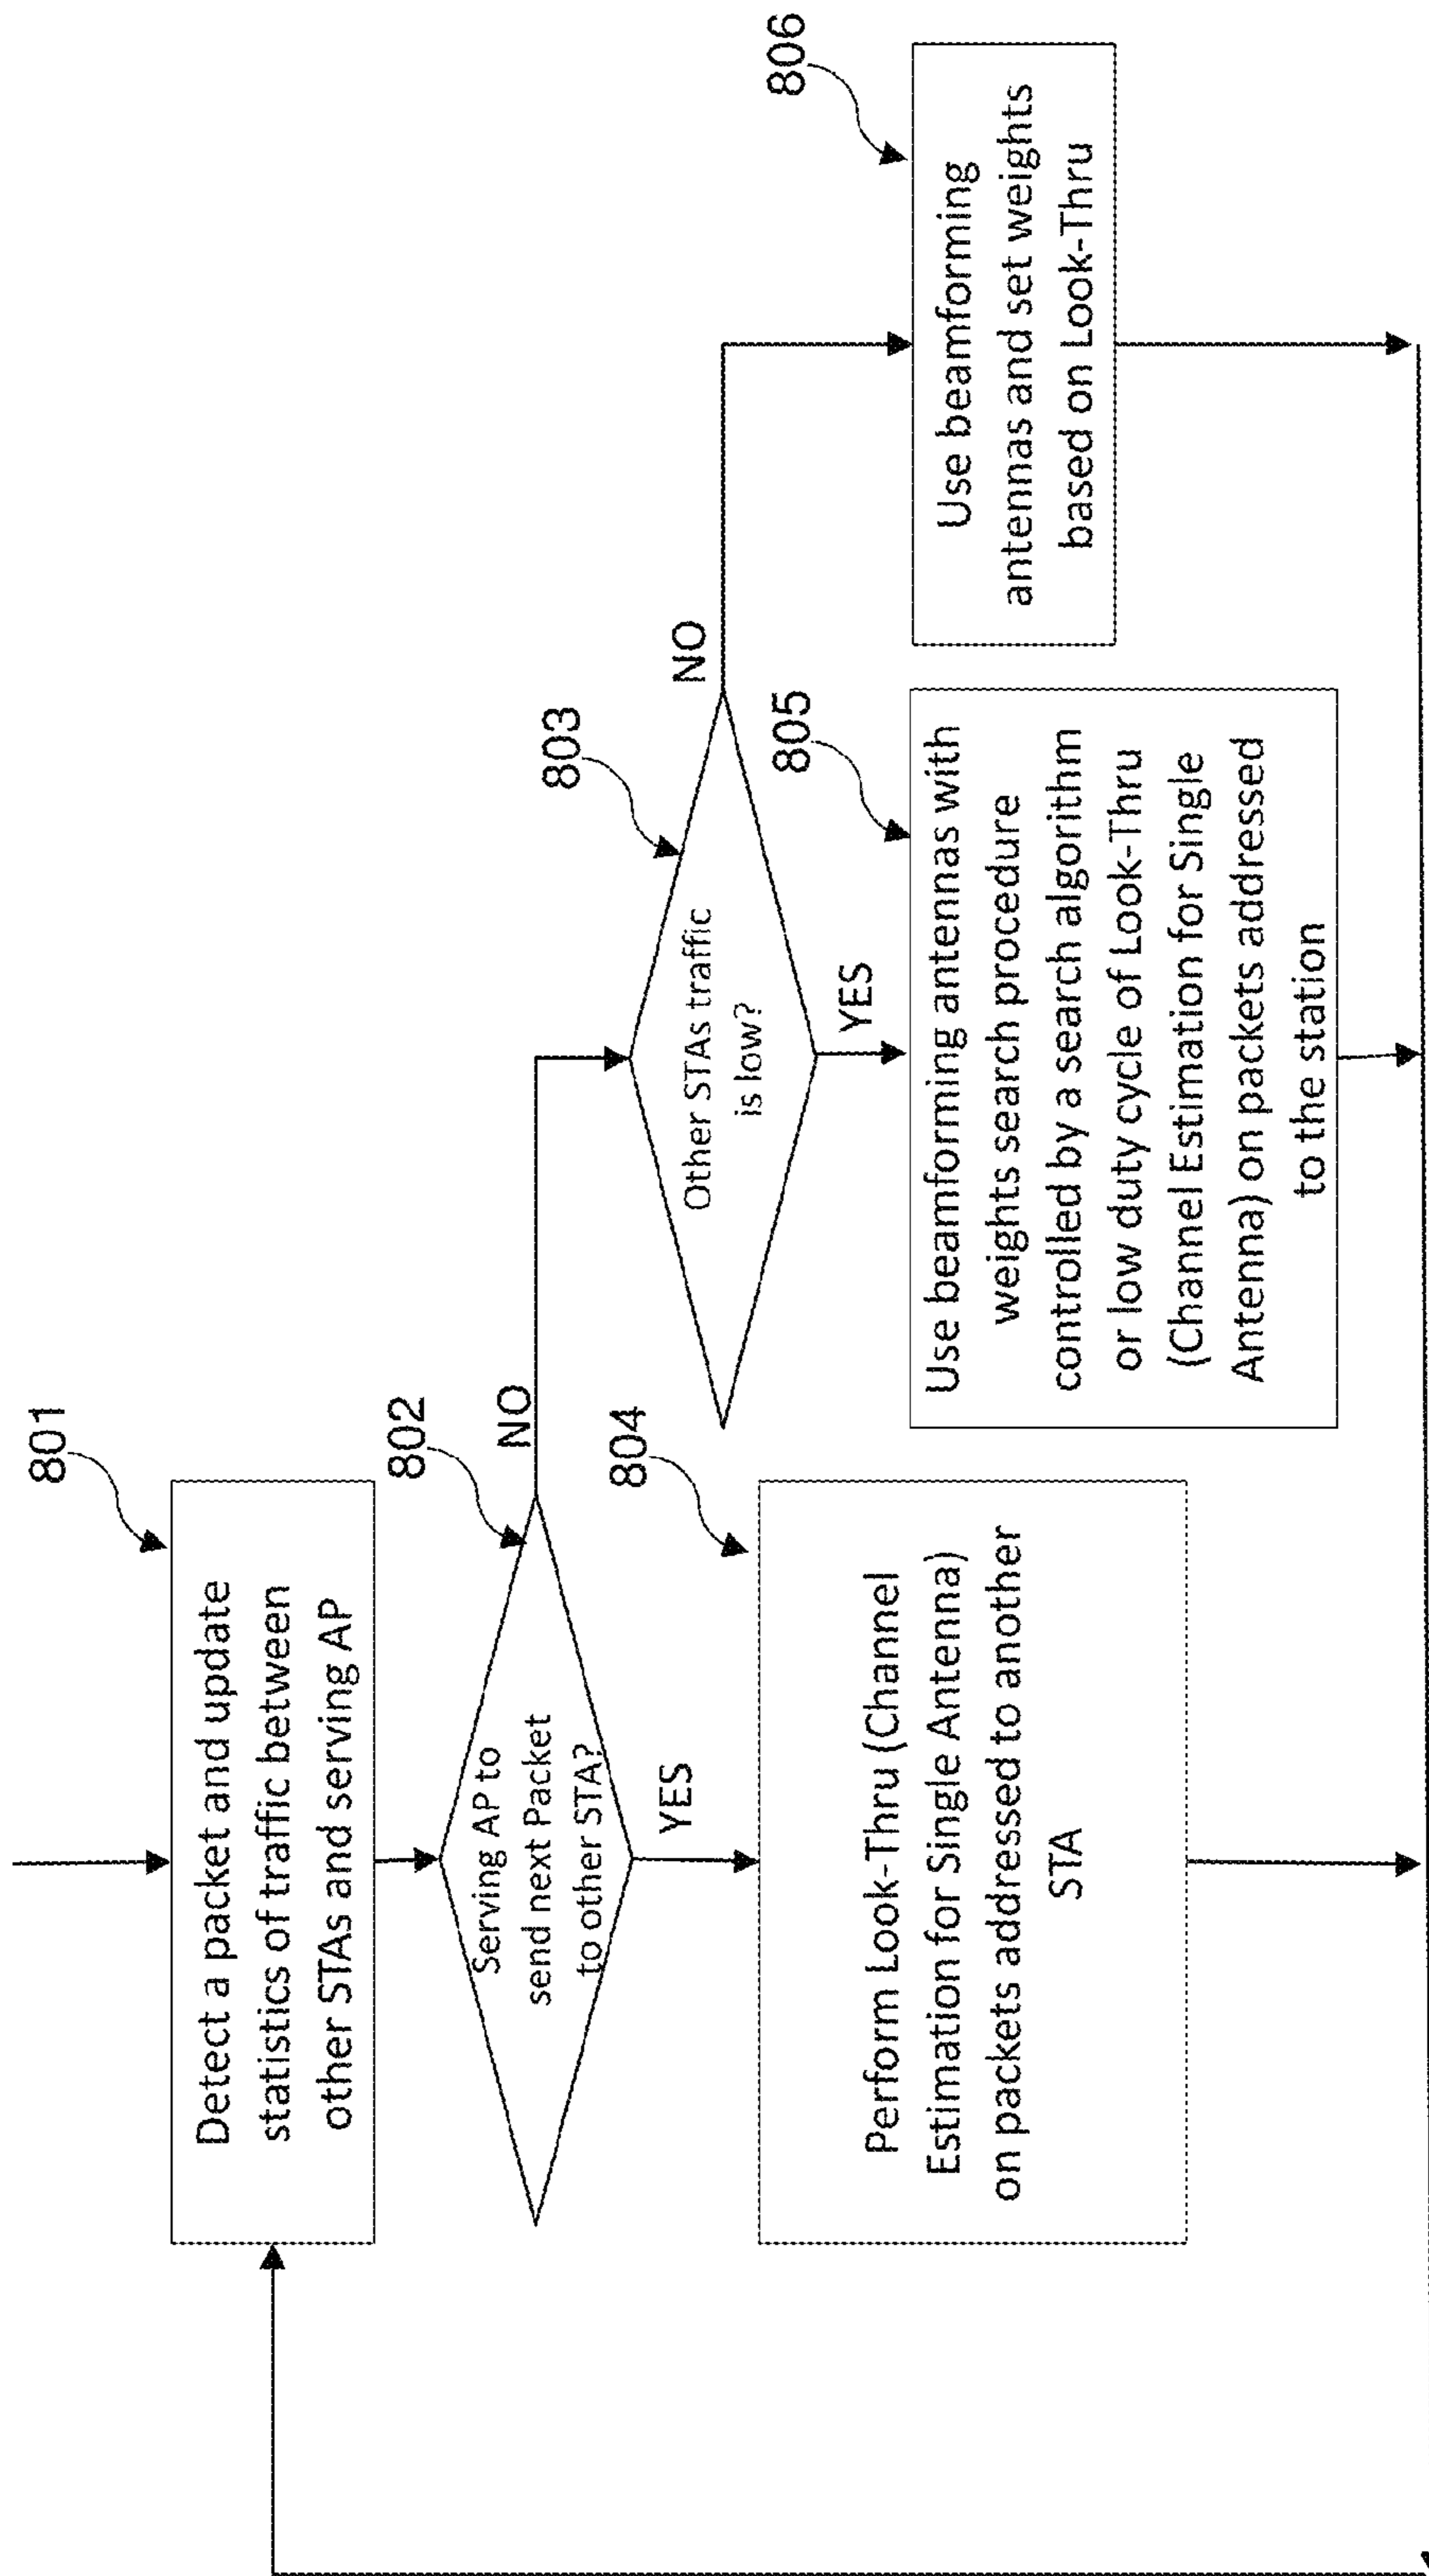 801
Detect a packet and update
statistics of traffic between
other STAs and serving AP
802
Serving AP to
send next Packet
to other STA?
NO
YES
803
Other STAs traffic
is low?
NO
YES
804
Perform Look-Thru (Channel
Estimation for Single Antenna)
on packets addressed to another
STA
805
Use beamforming antennas with
weights search procedure
controlled by a search algorithm
or low duty cycle of Look-Thru
(Channel Estimation for Single
Antenna) on packets addressed
to the station
806
Use beamforming
antennas and set weights
based on Look-Thru